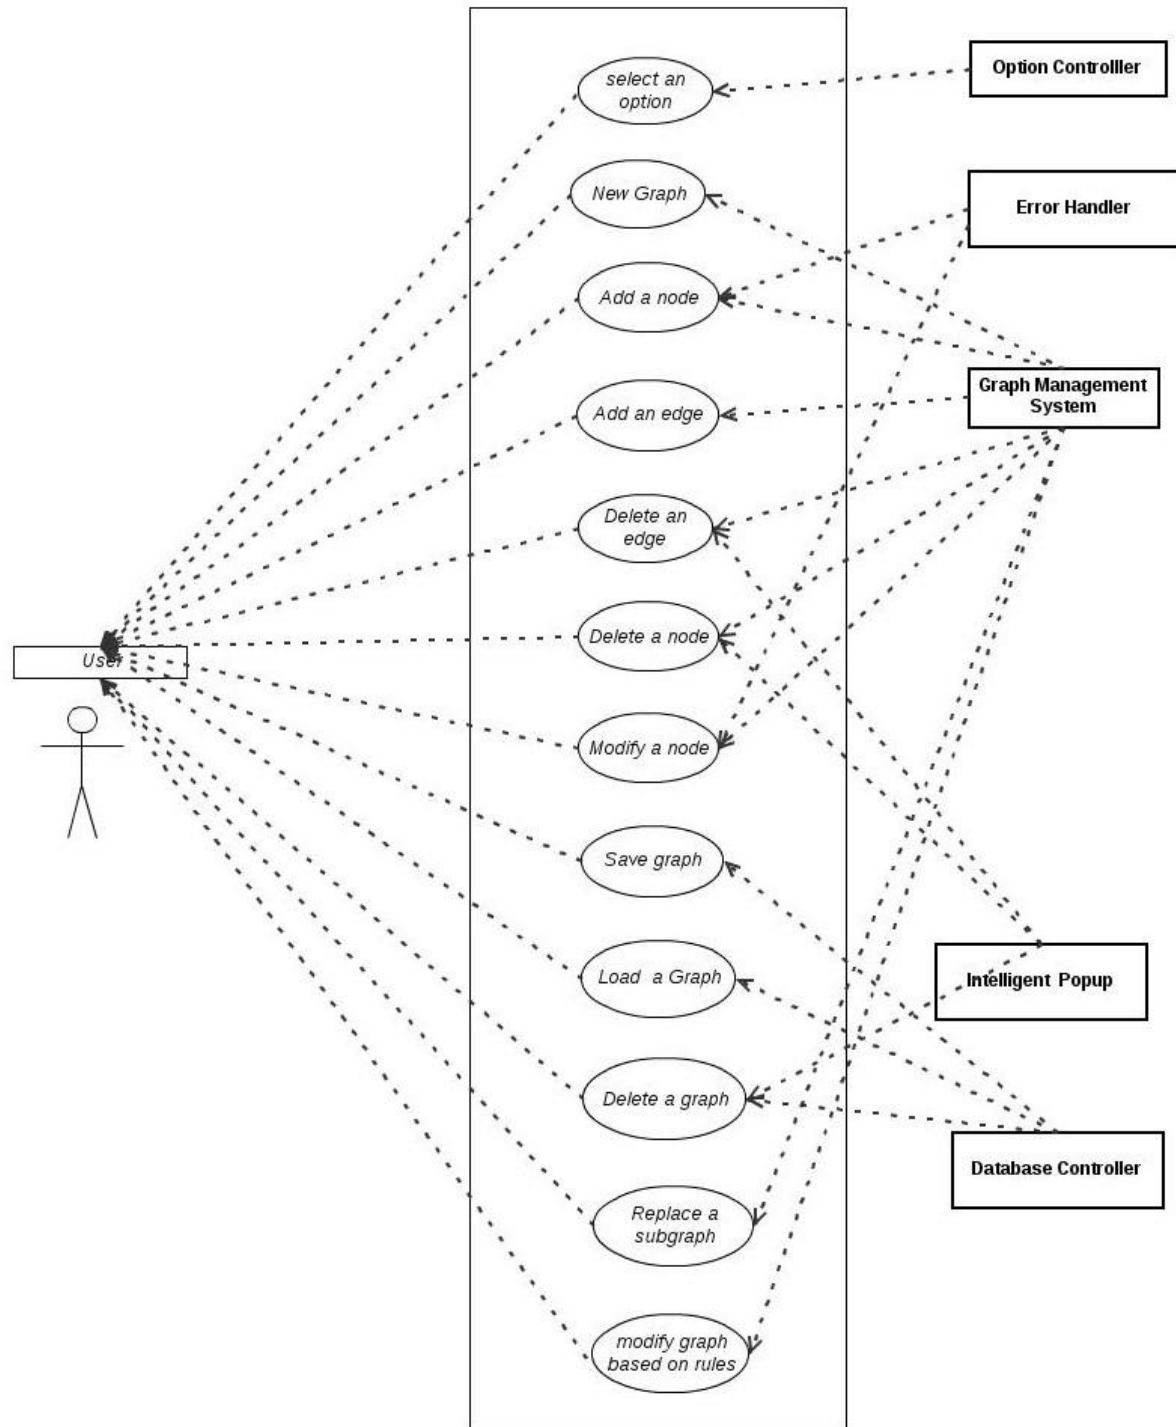 select an
option
Option Controlller
New Graph
Error Handler
Add a node
Graph Management
System
Add an edge
Delete an
edge
Delete a node
User
Modify a node
Save graph
Load a Graph
Intelligent Popup
Delete a graph
Database Controller
Replace a
subgraph
modify graph
based on rules